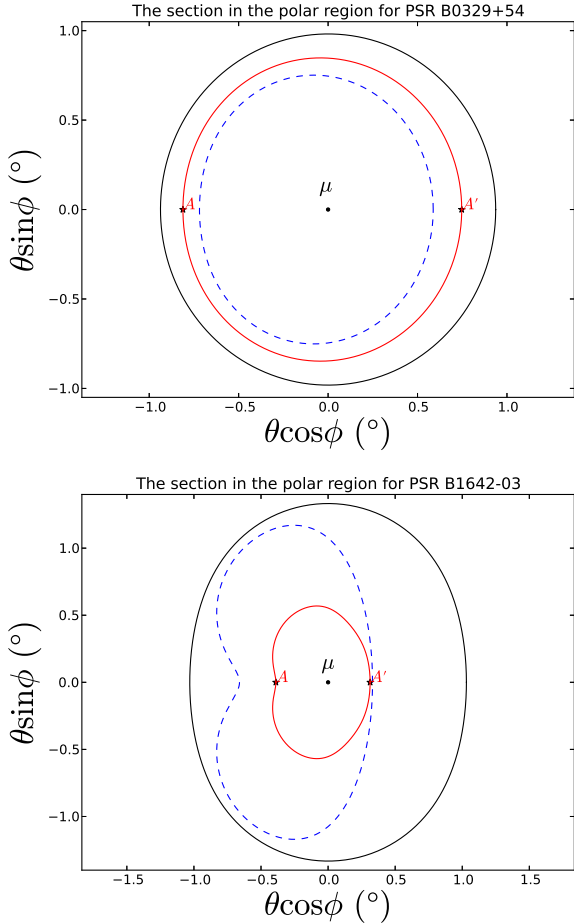 The section in the polar region for PSR B0329+54
1.0
0.5
0.0
−0.5
−1.0
θsinϕ (°)
A
μ
A′
−1.0 −0.5 0.0 0.5 1.0
θcosϕ (°)
The section in the polar region for PSR B1642-03
1.0
0.5
0.0
−0.5
−1.0
θsinϕ (°)
A
μ
A′
−1.5 −1.0 −0.5 0.0 0.5 1.0 1.5
θcosϕ (°)